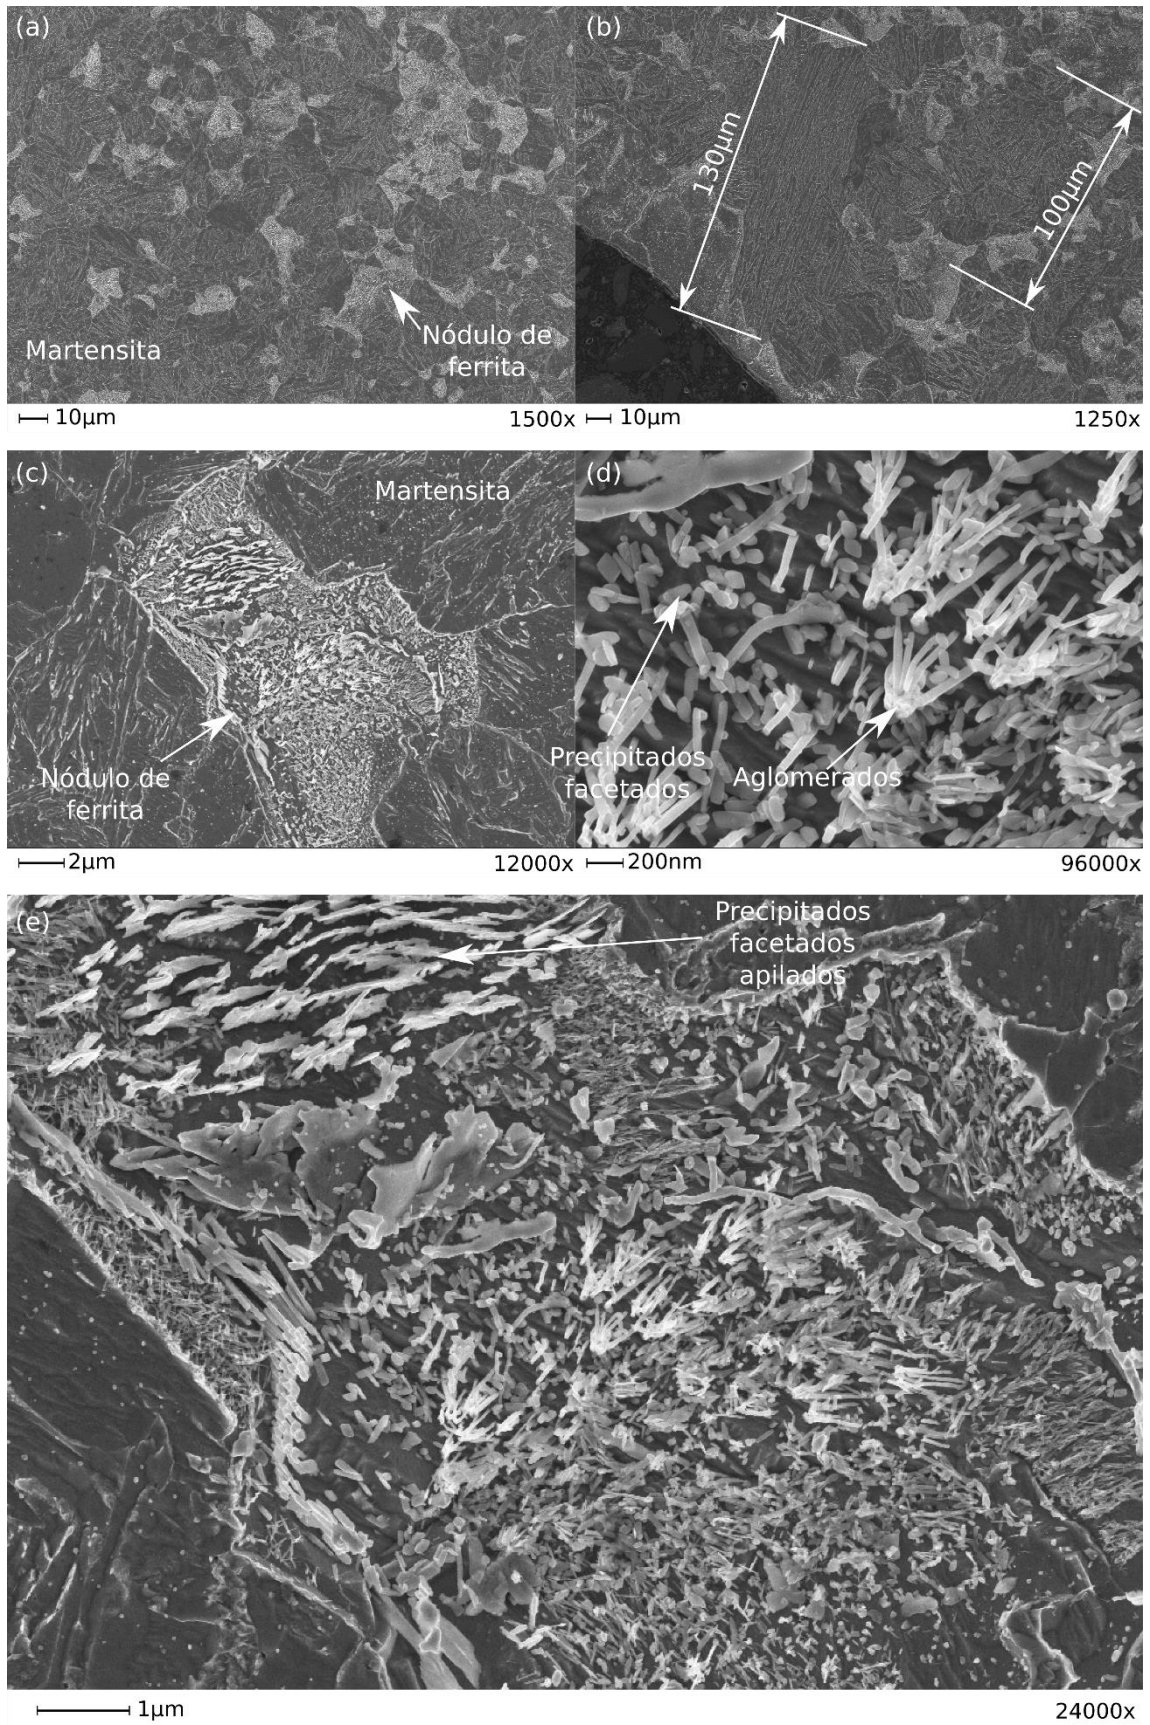 (a)
Martensita
Nódulo de
ferrita
10µm
1500x
(b)
130µm
100µm
10µm
1250x
(c)
Martensita
Nódulo de
ferrita
2µm
12000x
(d)
Precipitados
facetados
Aglomerados
200nm
96000x
(e)
Precipitados
facetados
apilados
1µm
24000x